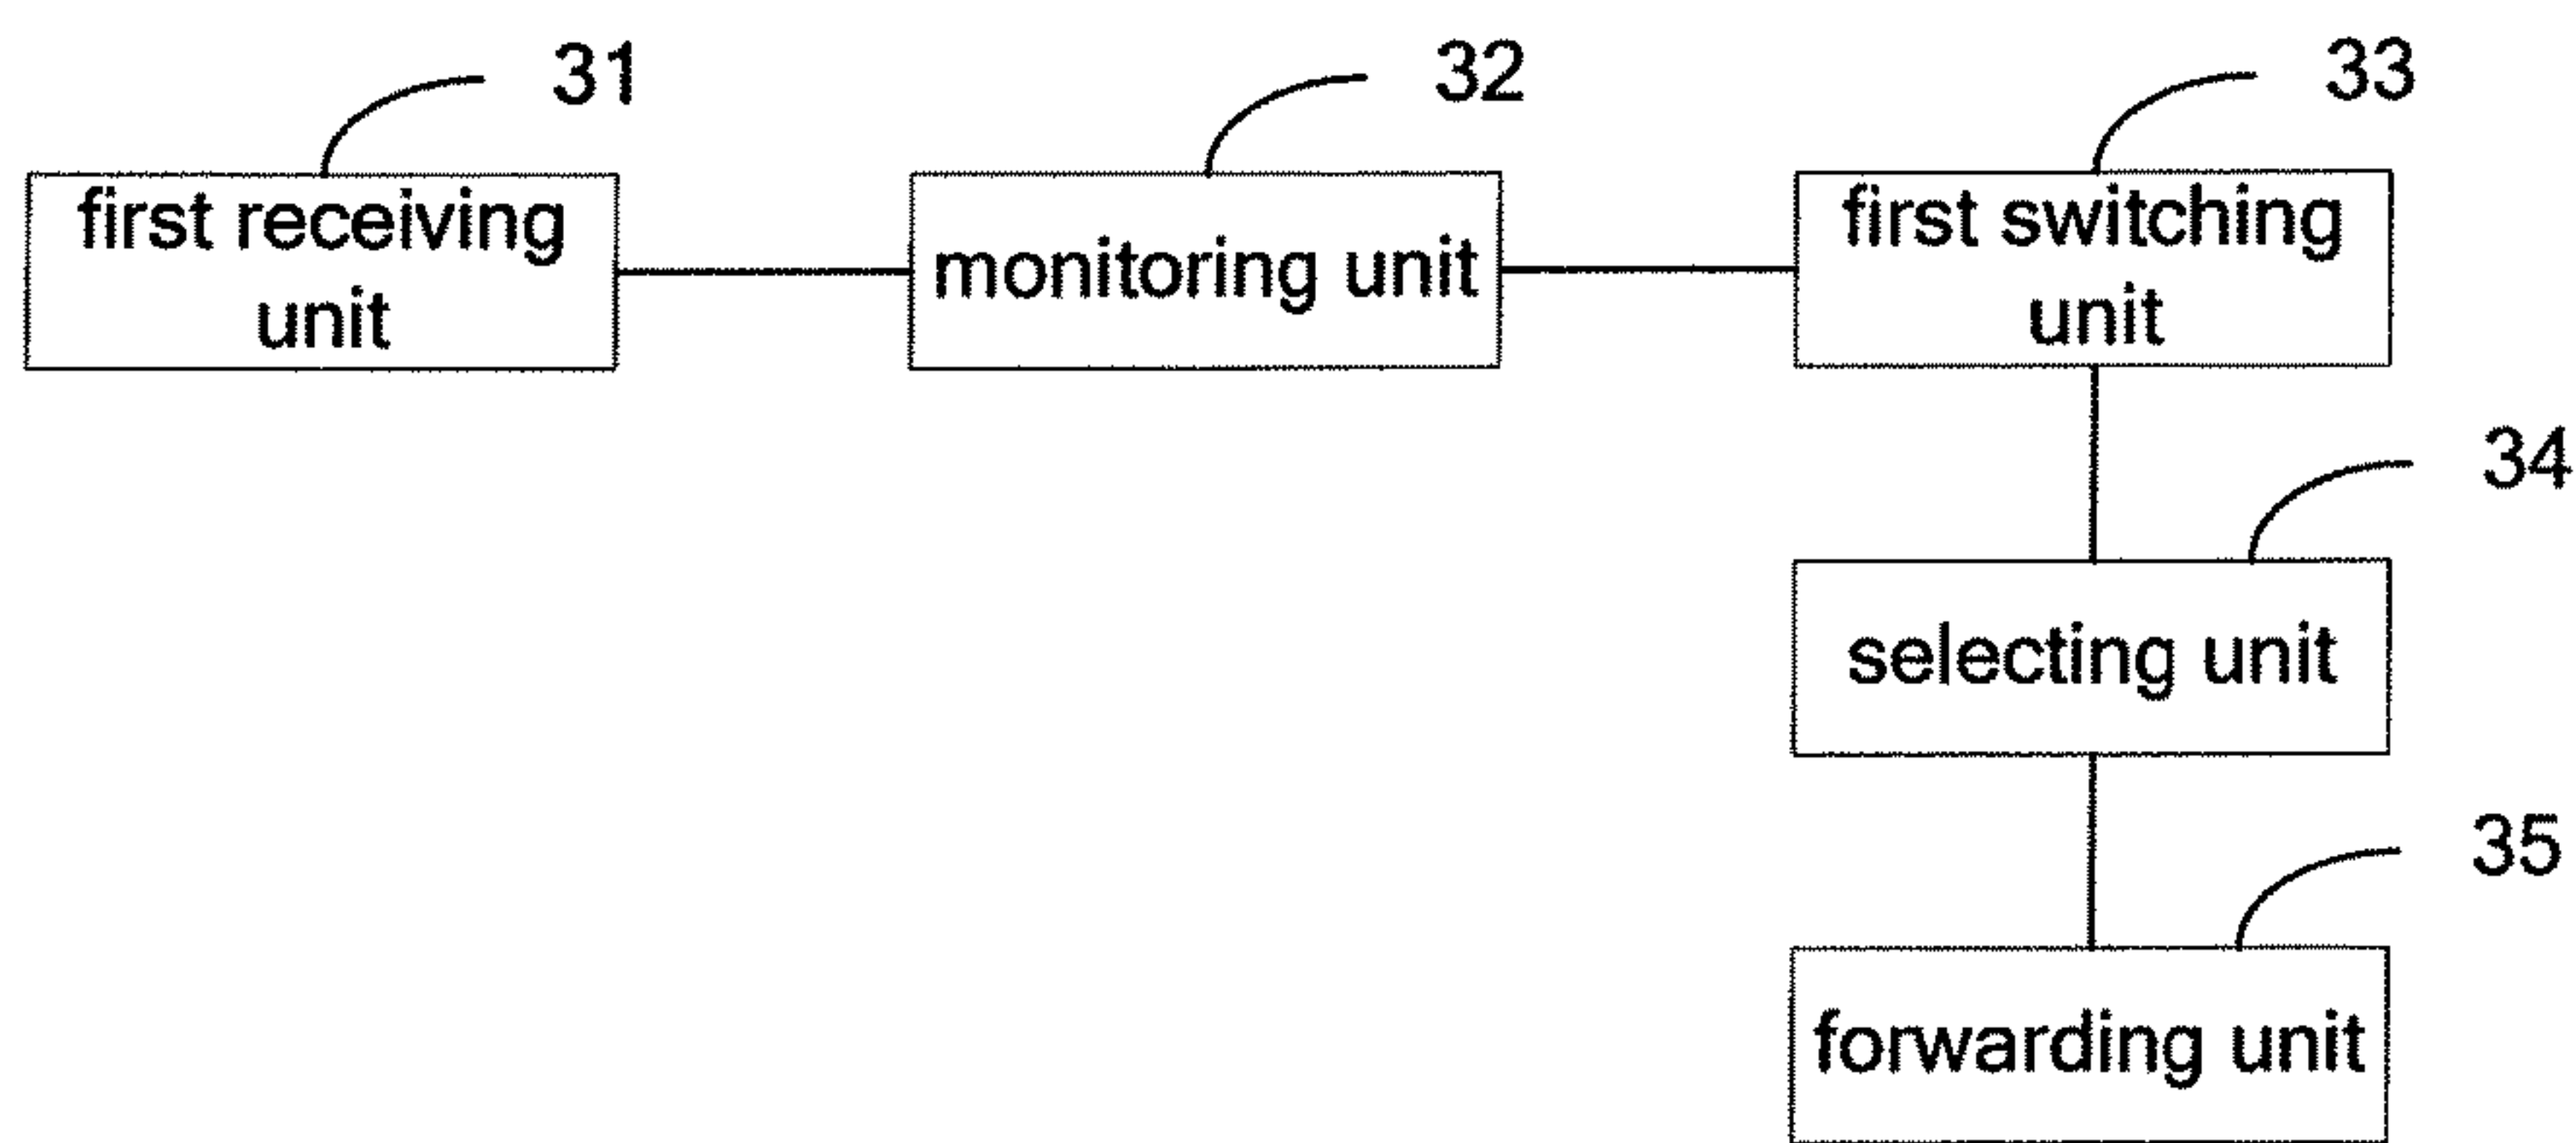 31
32
33
first receiving
unit
monitoring unit
first switching
unit
34
selecting unit
35
forwarding unit